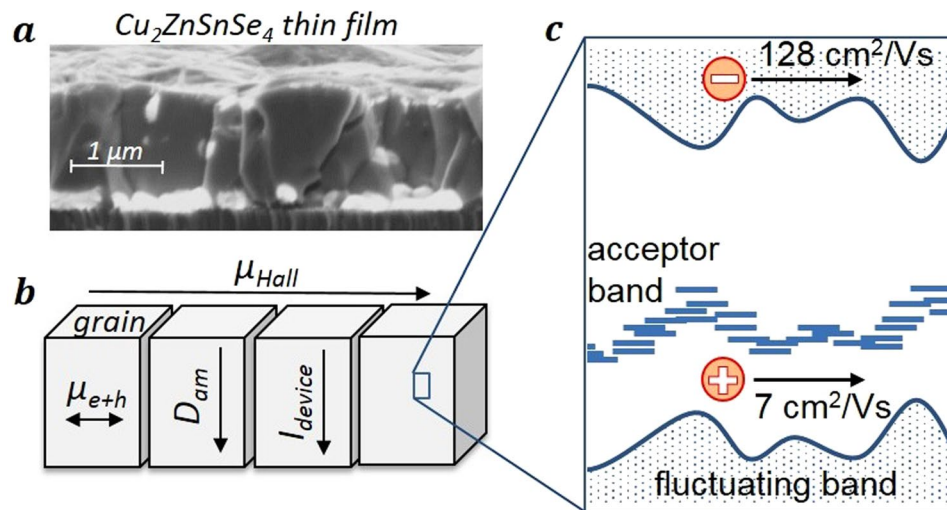 a
Cu₂ZnSnSe₄ thin film
1 µm
b
μHall
grain
μe+h
Dam
Idevice
c
128 cm²/Vs
−
acceptor
band
+
7 cm²/Vs
fluctuating band